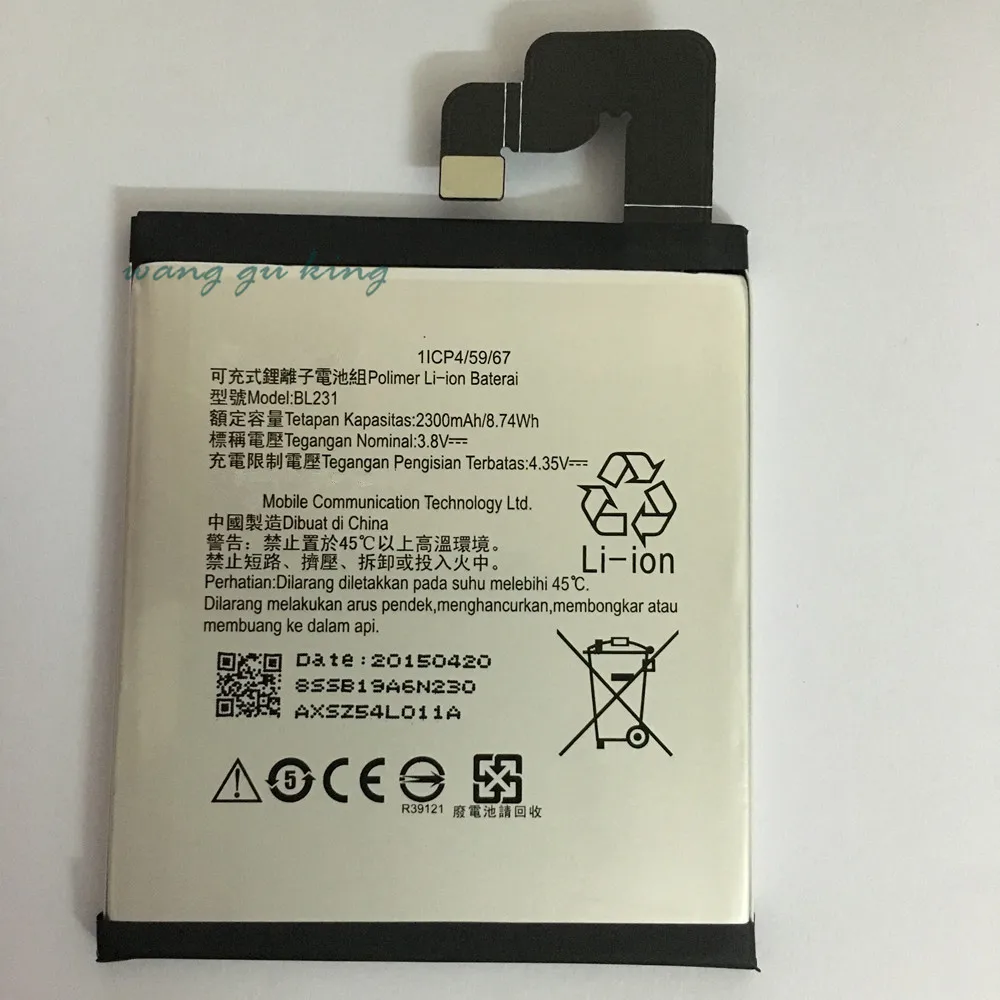 wang gu king
1ICP4/59/67
可充式鋰離子電池組Polimer Li-ion Baterai
型號Model:BL231
額定容量Tetapan Kapasitas:2300mAh/8.74Wh
標稱電壓Tegangan Nominal:3.8V⎓
充電限制電壓Tegangan Pengisian Terbatas:4.35V⎓
Mobile Communication Technology Ltd.
中國製造Dibuat di China
警告：禁止置於45℃以上高溫環境。
禁止短路、擠壓、拆卸或投入火中。
Li-ion
Perhatian:Dilarang diletakkan pada suhu melebihi 45℃.
Dilarang melakukan arus pendek,menghancurkan,membongkar atau
membuang ke dalam api.
Date:20150420
8SSB19A6N230
AXSZ54L011A
5 CE
R39121 廢電池請回收